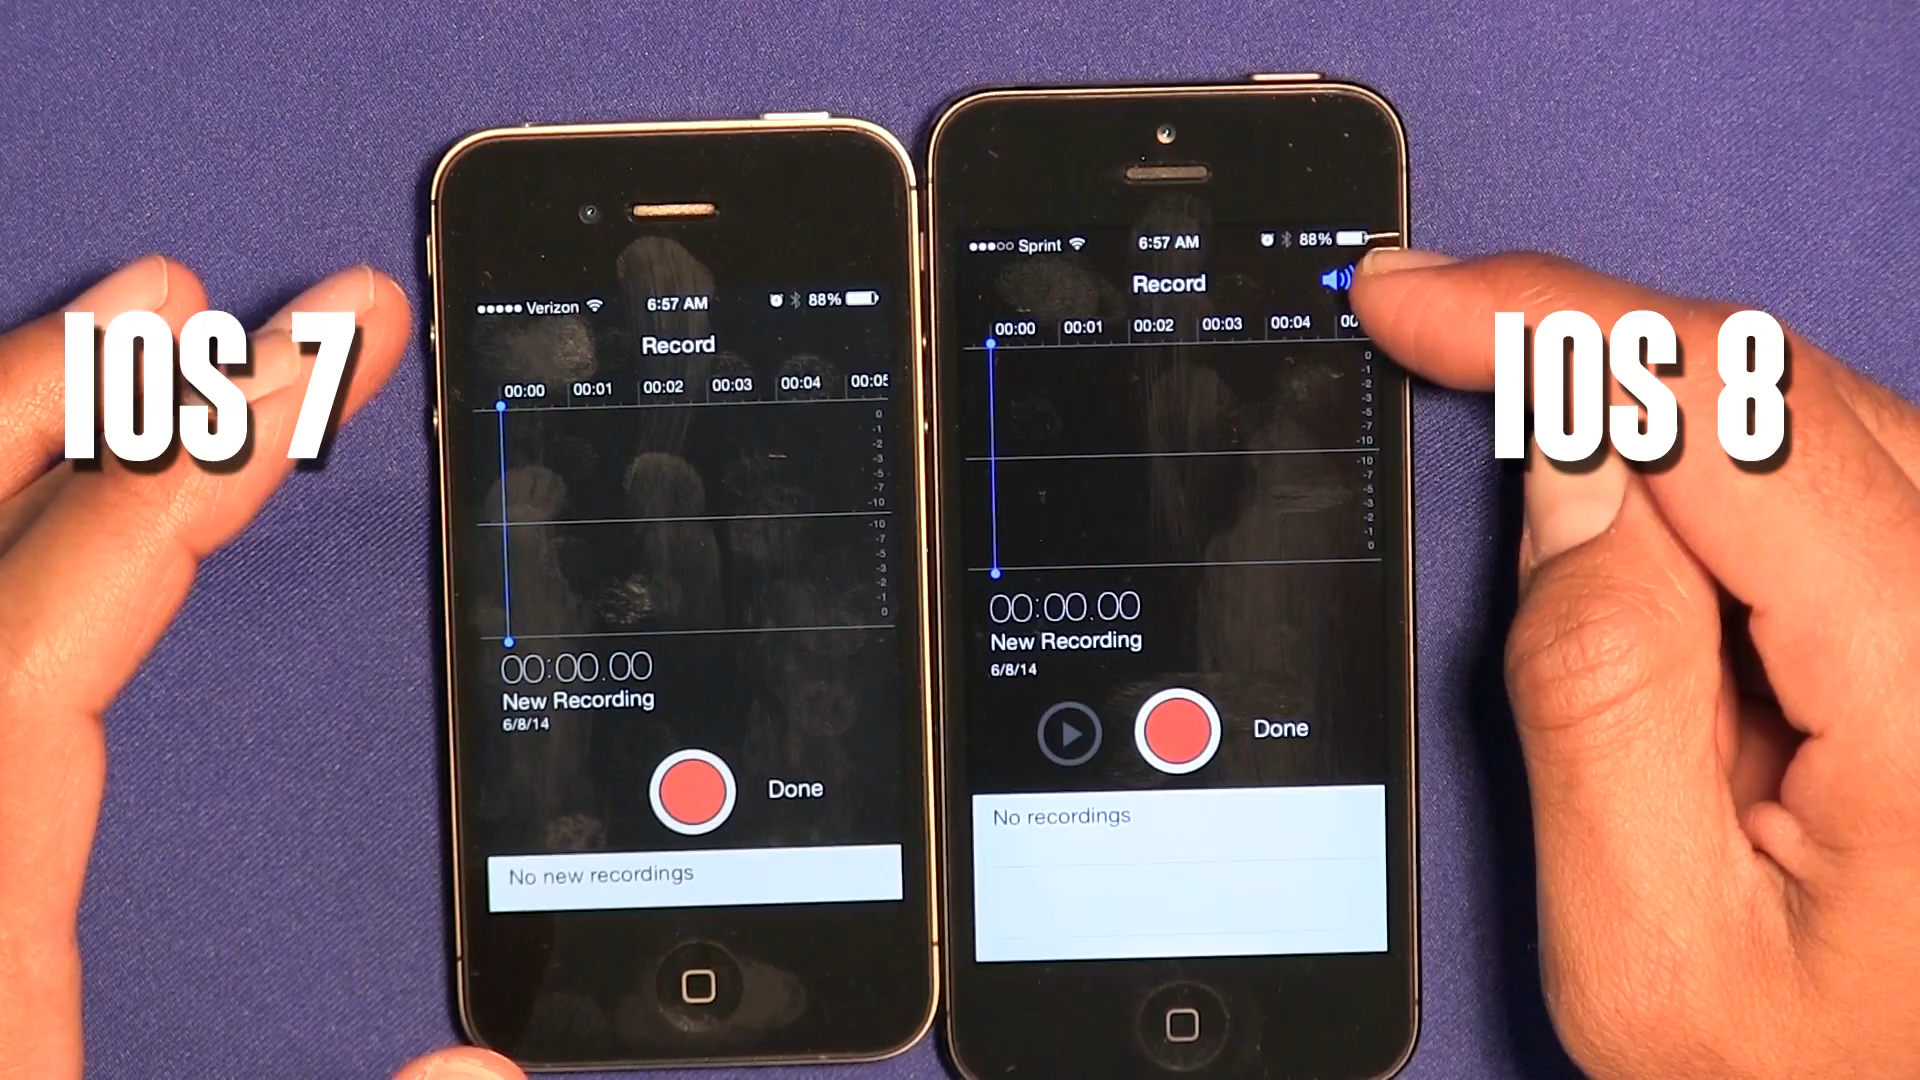 IOS 7
Verizon 6:57 AM 88%
Record
00:00 00:01 00:02 00:03 00:04 00:05
0
-1
-2
-3
-5
-7
-10
-10
-7
-5
-3
-2
-1
0
00:00.00
New Recording
6/8/14
Done
No new recordings
Sprint 6:57 AM 88%
Record
00:00 00:01 00:02 00:03 00:04
0
-1
-2
-3
-5
-7
-10
-10
-7
-5
-3
-2
-1
0
00:00.00
New Recording
6/8/14
Done
No recordings
IOS 8